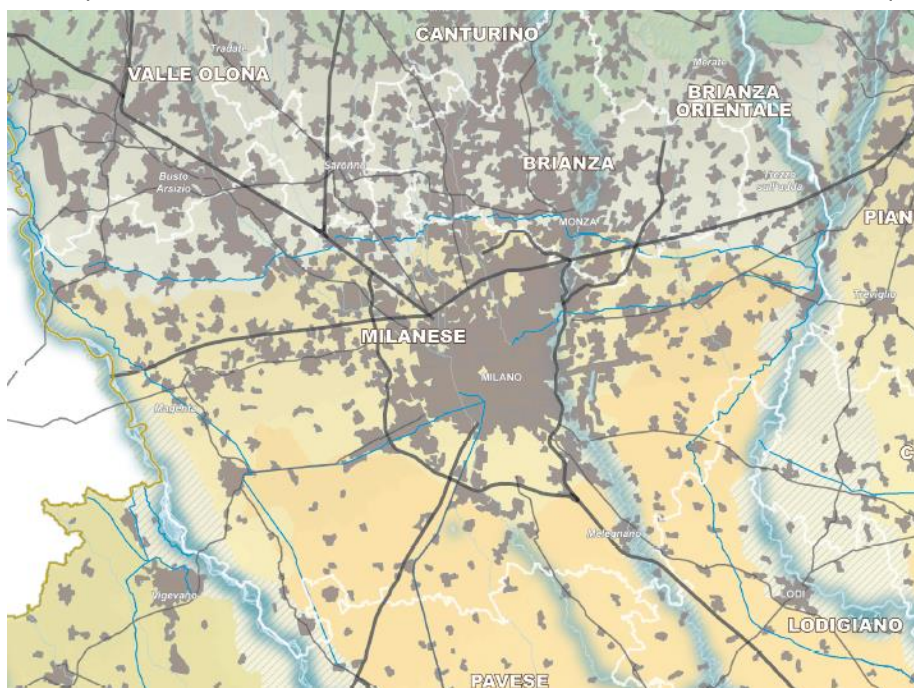 CANTURINO
Tradate
Merate
VALLE OLONA
BRIANZA
ORIENTALE
BRIANZA
Saronno
Busto
Arsizio
Trezzo
sull'adda
MONZA
PIAN
Treviglio
MILANESE
MILANO
Magenta
C
Melegnano
Vigevano
LODI
LODIGIANO
PAVESE